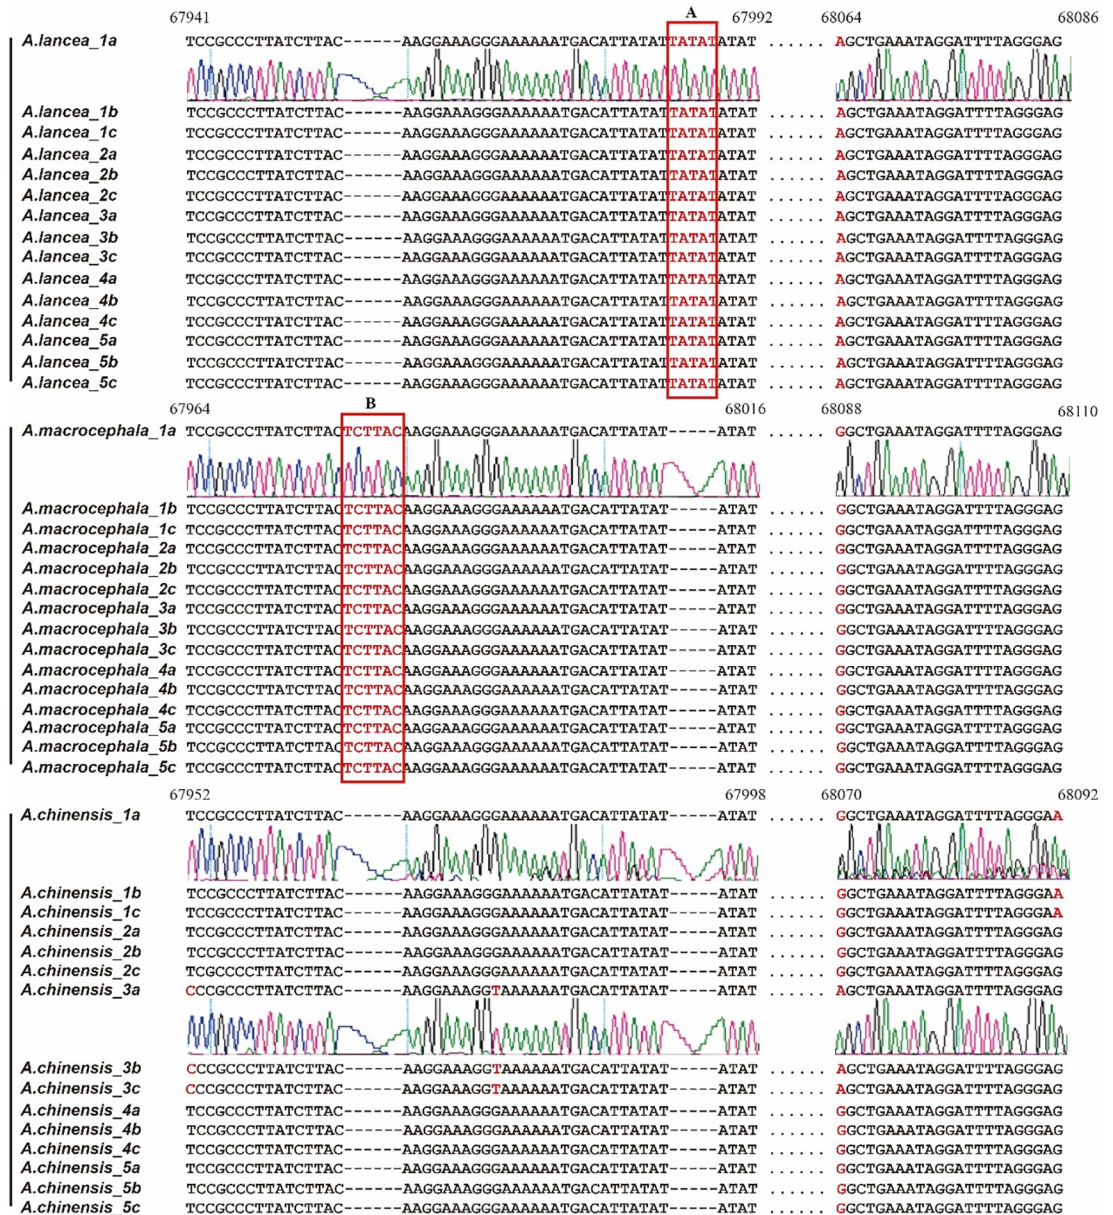 A
67941 67992 68064 68086
A.lancea_1a TCCGCCCTTATCTTAC------AAGGAAAGGGAAAAAATGACATTATATTATATATAT ...... AGCTGAAATAGGATTTTAGGGAG
A.lancea_1b TCCGCCCTTATCTTAC------AAGGAAAGGGAAAAAATGACATTATATTATATATAT ...... AGCTGAAATAGGATTTTAGGGAG
A.lancea_1c TCCGCCCTTATCTTAC------AAGGAAAGGGAAAAAATGACATTATATTATATATAT ...... AGCTGAAATAGGATTTTAGGGAG
A.lancea_2a TCCGCCCTTATCTTAC------AAGGAAAGGGAAAAAATGACATTATATTATATATAT ...... AGCTGAAATAGGATTTTAGGGAG
A.lancea_2b TCCGCCCTTATCTTAC------AAGGAAAGGGAAAAAATGACATTATATTATATATAT ...... AGCTGAAATAGGATTTTAGGGAG
A.lancea_2c TCCGCCCTTATCTTAC------AAGGAAAGGGAAAAAATGACATTATATTATATATAT ...... AGCTGAAATAGGATTTTAGGGAG
A.lancea_3a TCCGCCCTTATCTTAC------AAGGAAAGGGAAAAAATGACATTATATTATATATAT ...... AGCTGAAATAGGATTTTAGGGAG
A.lancea_3b TCCGCCCTTATCTTAC------AAGGAAAGGGAAAAAATGACATTATATTATATATAT ...... AGCTGAAATAGGATTTTAGGGAG
A.lancea_3c TCCGCCCTTATCTTAC------AAGGAAAGGGAAAAAATGACATTATATTATATATAT ...... AGCTGAAATAGGATTTTAGGGAG
A.lancea_4a TCCGCCCTTATCTTAC------AAGGAAAGGGAAAAAATGACATTATATTATATATAT ...... AGCTGAAATAGGATTTTAGGGAG
A.lancea_4b TCCGCCCTTATCTTAC------AAGGAAAGGGAAAAAATGACATTATATTATATATAT ...... AGCTGAAATAGGATTTTAGGGAG
A.lancea_4c TCCGCCCTTATCTTAC------AAGGAAAGGGAAAAAATGACATTATATTATATATAT ...... AGCTGAAATAGGATTTTAGGGAG
A.lancea_5a TCCGCCCTTATCTTAC------AAGGAAAGGGAAAAAATGACATTATATTATATATAT ...... AGCTGAAATAGGATTTTAGGGAG
A.lancea_5b TCCGCCCTTATCTTAC------AAGGAAAGGGAAAAAATGACATTATATTATATATAT ...... AGCTGAAATAGGATTTTAGGGAG
A.lancea_5c TCCGCCCTTATCTTAC------AAGGAAAGGGAAAAAATGACATTATATTATATATAT ...... AGCTGAAATAGGATTTTAGGGAG
B
67964 68016 68088 68110
A.macrocephala_1a TCCGCCCTTATCTTACTCTTACAAGGAAAGGGAAAAAATGACATTATAT-----ATAT ...... GGCTGAAATAGGATTTTAGGGAG
A.macrocephala_1b TCCGCCCTTATCTTACTCTTACAAGGAAAGGGAAAAAATGACATTATAT-----ATAT ...... GGCTGAAATAGGATTTTAGGGAG
A.macrocephala_1c TCCGCCCTTATCTTACTCTTACAAGGAAAGGGAAAAAATGACATTATAT-----ATAT ...... GGCTGAAATAGGATTTTAGGGAG
A.macrocephala_2a TCCGCCCTTATCTTACTCTTACAAGGAAAGGGAAAAAATGACATTATAT-----ATAT ...... GGCTGAAATAGGATTTTAGGGAG
A.macrocephala_2b TCCGCCCTTATCTTACTCTTACAAGGAAAGGGAAAAAATGACATTATAT-----ATAT ...... GGCTGAAATAGGATTTTAGGGAG
A.macrocephala_2c TCCGCCCTTATCTTACTCTTACAAGGAAAGGGAAAAAATGACATTATAT-----ATAT ...... GGCTGAAATAGGATTTTAGGGAG
A.macrocephala_3a TCCGCCCTTATCTTACTCTTACAAGGAAAGGGAAAAAATGACATTATAT-----ATAT ...... GGCTGAAATAGGATTTTAGGGAG
A.macrocephala_3b TCCGCCCTTATCTTACTCTTACAAGGAAAGGGAAAAAATGACATTATAT-----ATAT ...... GGCTGAAATAGGATTTTAGGGAG
A.macrocephala_3c TCCGCCCTTATCTTACTCTTACAAGGAAAGGGAAAAAATGACATTATAT-----ATAT ...... GGCTGAAATAGGATTTTAGGGAG
A.macrocephala_4a TCCGCCCTTATCTTACTCTTACAAGGAAAGGGAAAAAATGACATTATAT-----ATAT ...... GGCTGAAATAGGATTTTAGGGAG
A.macrocephala_4b TCCGCCCTTATCTTACTCTTACAAGGAAAGGGAAAAAATGACATTATAT-----ATAT ...... GGCTGAAATAGGATTTTAGGGAG
A.macrocephala_4c TCCGCCCTTATCTTACTCTTACAAGGAAAGGGAAAAAATGACATTATAT-----ATAT ...... GGCTGAAATAGGATTTTAGGGAG
A.macrocephala_5a TCCGCCCTTATCTTACTCTTACAAGGAAAGGGAAAAAATGACATTATAT-----ATAT ...... GGCTGAAATAGGATTTTAGGGAG
A.macrocephala_5b TCCGCCCTTATCTTACTCTTACAAGGAAAGGGAAAAAATGACATTATAT-----ATAT ...... GGCTGAAATAGGATTTTAGGGAG
A.macrocephala_5c TCCGCCCTTATCTTACTCTTACAAGGAAAGGGAAAAAATGACATTATAT-----ATAT ...... GGCTGAAATAGGATTTTAGGGAG
67952 67998 68070 68092
A.chinensis_1a TCCGCCCTTATCTTAC------AAGGAAAGGGAAAAAATGACATTATAT-----ATAT ...... GGCTGAAATAGGATTTTAGGGAA
A.chinensis_1b TCCGCCCTTATCTTAC------AAGGAAAGGGAAAAAATGACATTATAT-----ATAT ...... GGCTGAAATAGGATTTTAGGGAA
A.chinensis_1c TCCGCCCTTATCTTAC------AAGGAAAGGGAAAAAATGACATTATAT-----ATAT ...... GGCTGAAATAGGATTTTAGGGAA
A.chinensis_2a TCCGCCCTTATCTTAC------AAGGAAAGGGAAAAAATGACATTATAT-----ATAT ...... GGCTGAAATAGGATTTTAGGGAG
A.chinensis_2b TCCGCCCTTATCTTAC------AAGGAAAGGGAAAAAATGACATTATAT-----ATAT ...... GGCTGAAATAGGATTTTAGGGAG
A.chinensis_2c TCGCCCCTTATCTTAC------AAGGAAAGGGAAAAAATGACATTATAT-----ATAT ...... GGCTGAAATAGGATTTTAGGGAG
A.chinensis_3a CCCGCCCTTATCTTAC------AAGGAAAGGTAAAAAATGACATTATAT-----ATAT ...... AGCTGAAATAGGATTTTAGGGAG
A.chinensis_3b CCCGCCCTTATCTTAC------AAGGAAAGGTAAAAAATGACATTATAT-----ATAT ...... AGCTGAAATAGGATTTTAGGGAG
A.chinensis_3c CCCGCCCTTATCTTAC------AAGGAAAGGTAAAAAATGACATTATAT-----ATAT ...... AGCTGAAATAGGATTTTAGGGAG
A.chinensis_4a TCCGCCCTTATCTTAC------AAGGAAAGGGAAAAAATGACATTATAT-----ATAT ...... GGCTGAAATAGGATTTTAGGGAG
A.chinensis_4b TCCGCCCTTATCTTAC------AAGGAAAGGGAAAAAATGACATTATAT-----ATAT ...... GGCTGAAATAGGATTTTAGGGAG
A.chinensis_4c TCCGCCCTTATCTTAC------AAGGAAAGGGAAAAAATGACATTATAT-----ATAT ...... GGCTGAAATAGGATTTTAGGGAG
A.chinensis_5a TCCGCCCTTATCTTAC------AAGGAAAGGGAAAAAATGACATTATAT-----ATAT ...... GGCTGAAATAGGATTTTAGGGAG
A.chinensis_5b TCCGCCCTTATCTTAC------AAGGAAAGGGAAAAAATGACATTATAT-----ATAT ...... GGCTGAAATAGGATTTTAGGGAG
A.chinensis_5c TCCGCCCTTATCTTAC------AAGGAAAGGGAAAAAATGACATTATAT-----ATAT ...... GGCTGAAATAGGATTTTAGGGAG